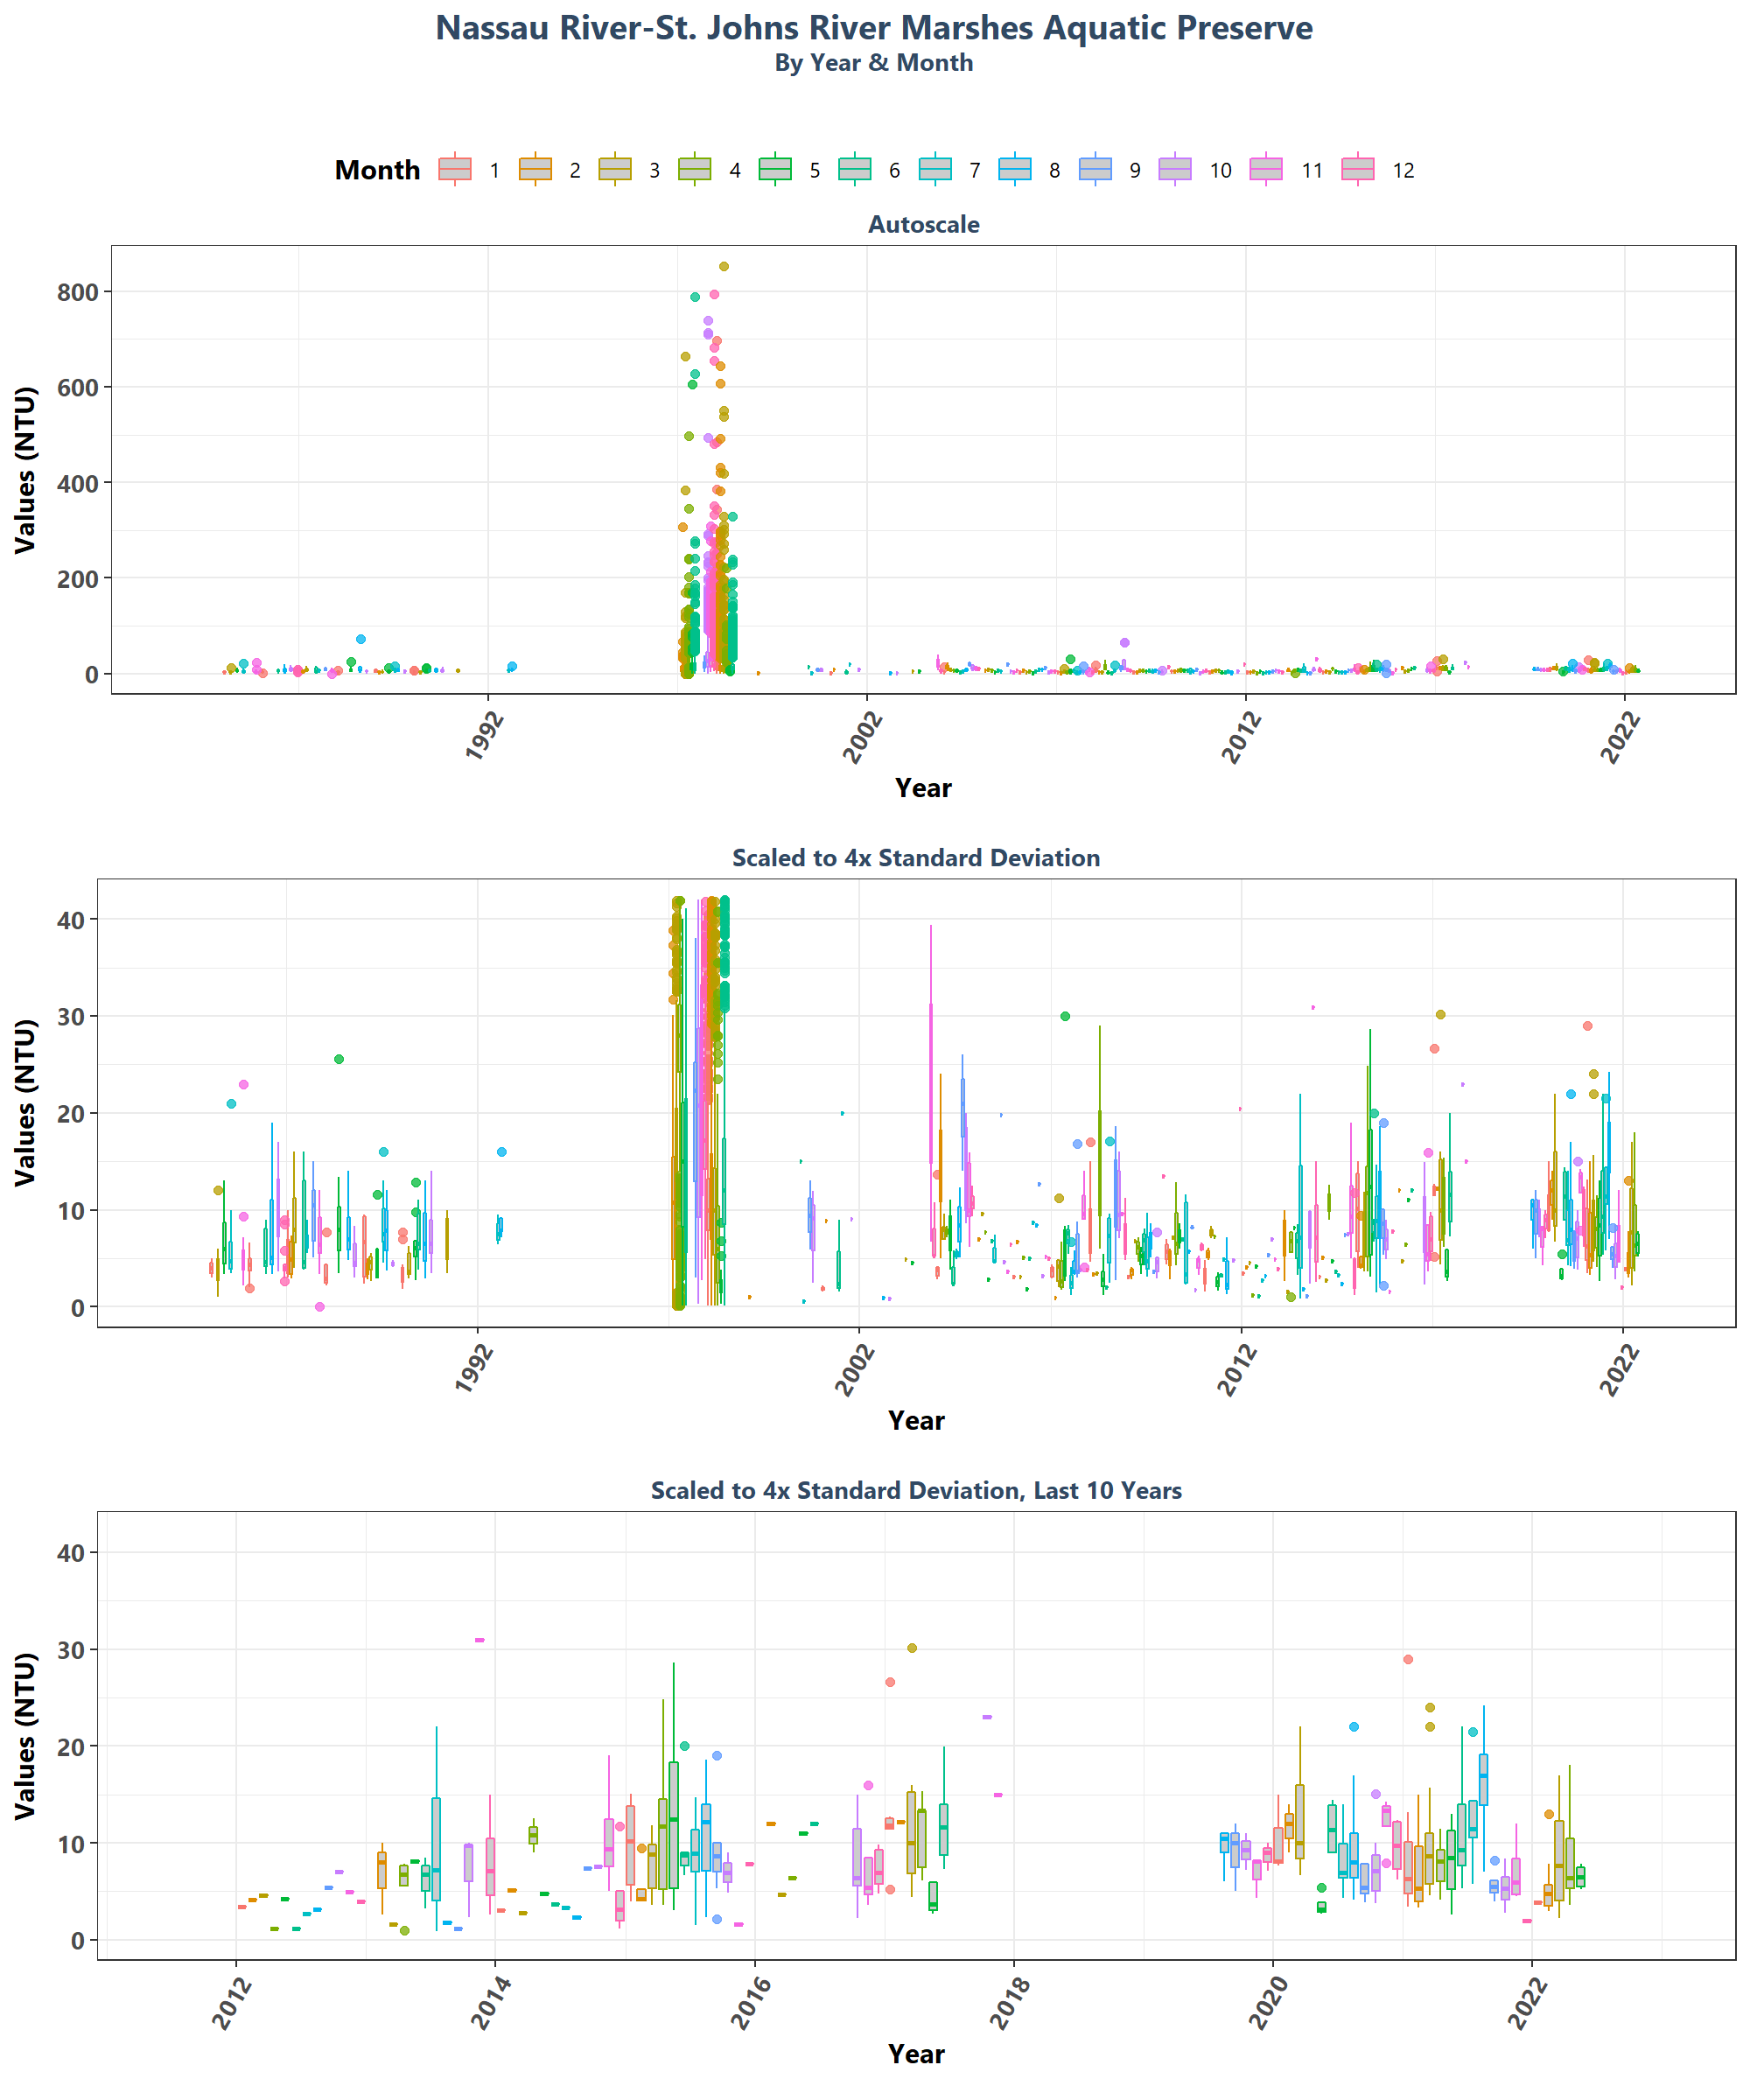 Nassau River-St. Johns River Marshes Aquatic Preserve
By Year & Month
Month 1 2 3 4 5 6 7 8 9 10 11 12
Autoscale
Values (NTU)
800
600
400
200
0
1992 2002 2012 2022
Year
Scaled to 4x Standard Deviation
Values (NTU)
40
30
20
10
0
1992 2002 2012 2022
Year
Scaled to 4x Standard Deviation, Last 10 Years
Values (NTU)
40
30
20
10
0
2012 2014 2016 2018 2020 2022
Year